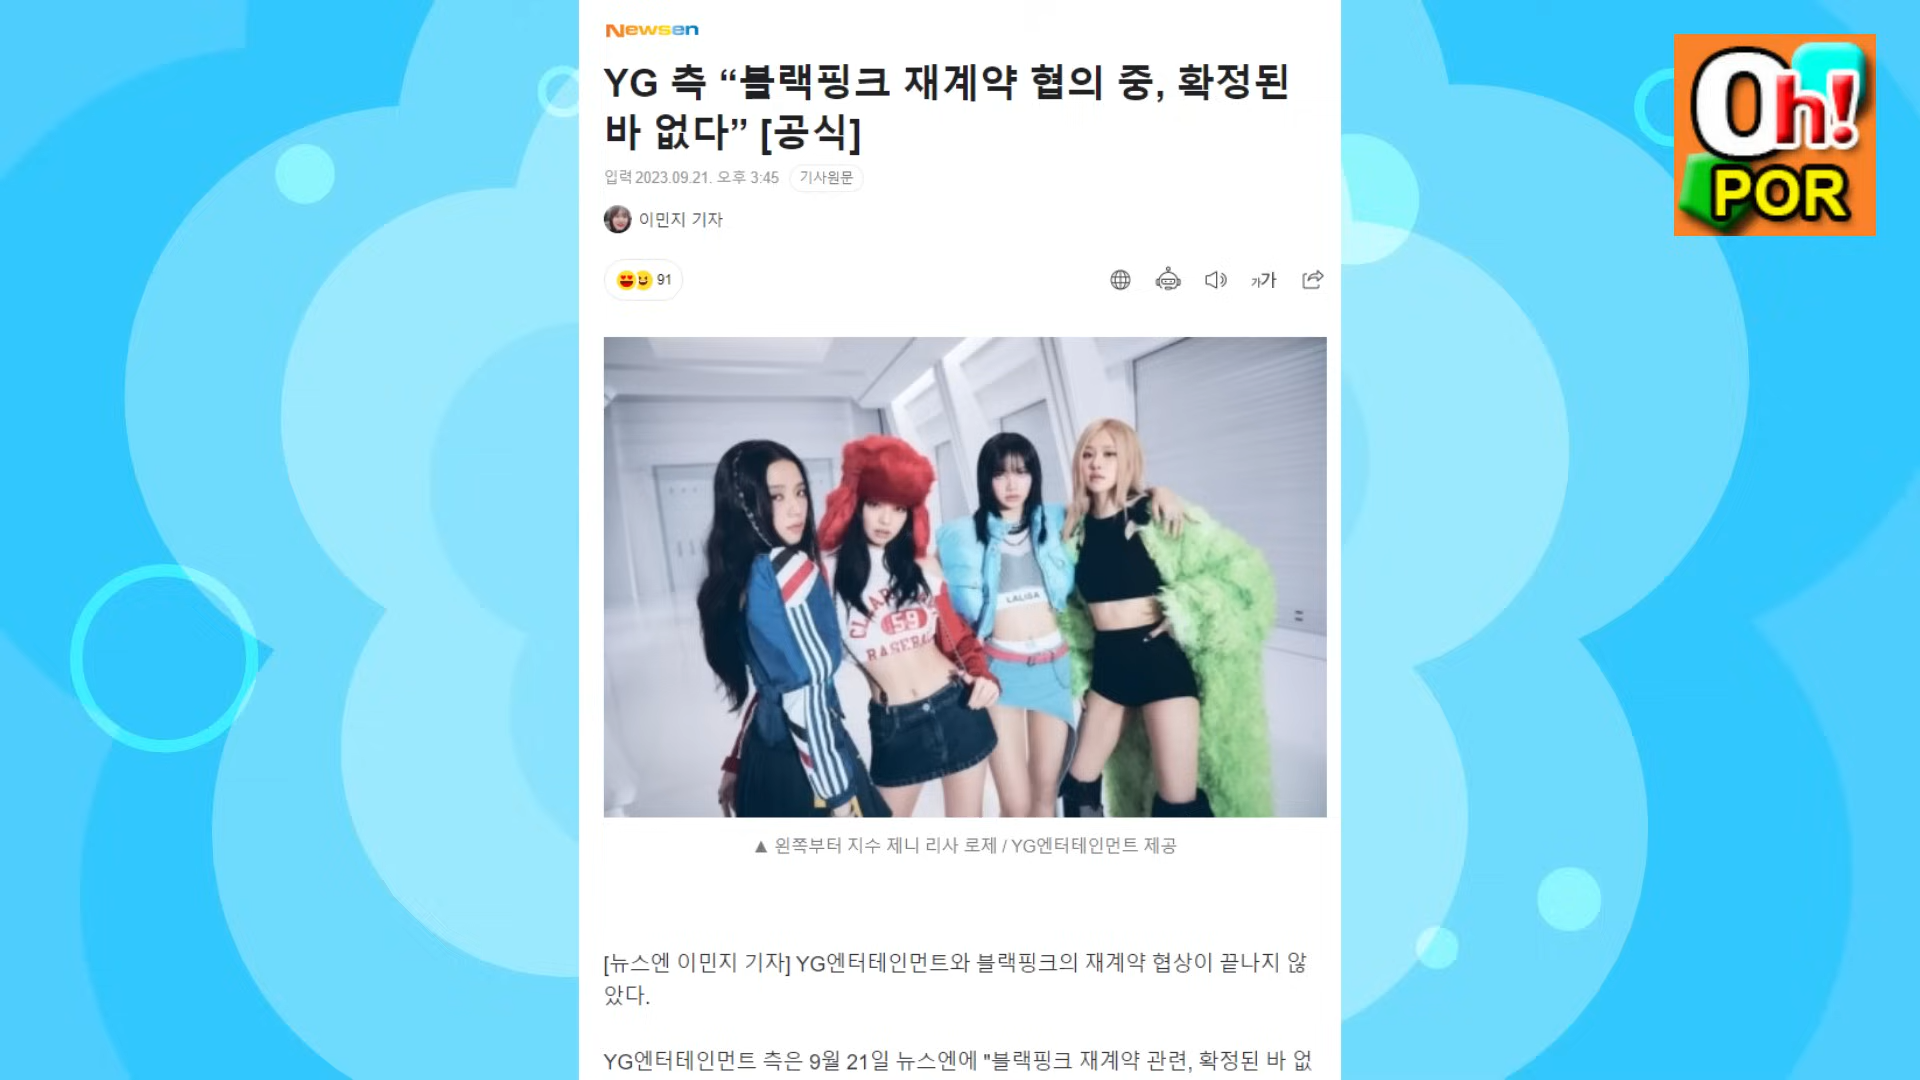 Newsen
Oh!
POR
YG 측 “블랙핑크 재계약 협의 중, 확정된
바 없다” [공식]
입력 2023.09.21. 오후 3:45 기사원문
이민지 기자
91
가가
LALISA
59
BASEBALL
▲ 왼쪽부터 지수 제니 리사 로제 / YG엔터테인먼트 제공
[뉴스엔 이민지 기자] YG엔터테인먼트와 블랙핑크의 재계약 협상이 끝나지 않
았다.
YG엔터테인먼트 측은 9월 21일 뉴스엔에 "블랙핑크 재계약 관련, 확정된 바 없